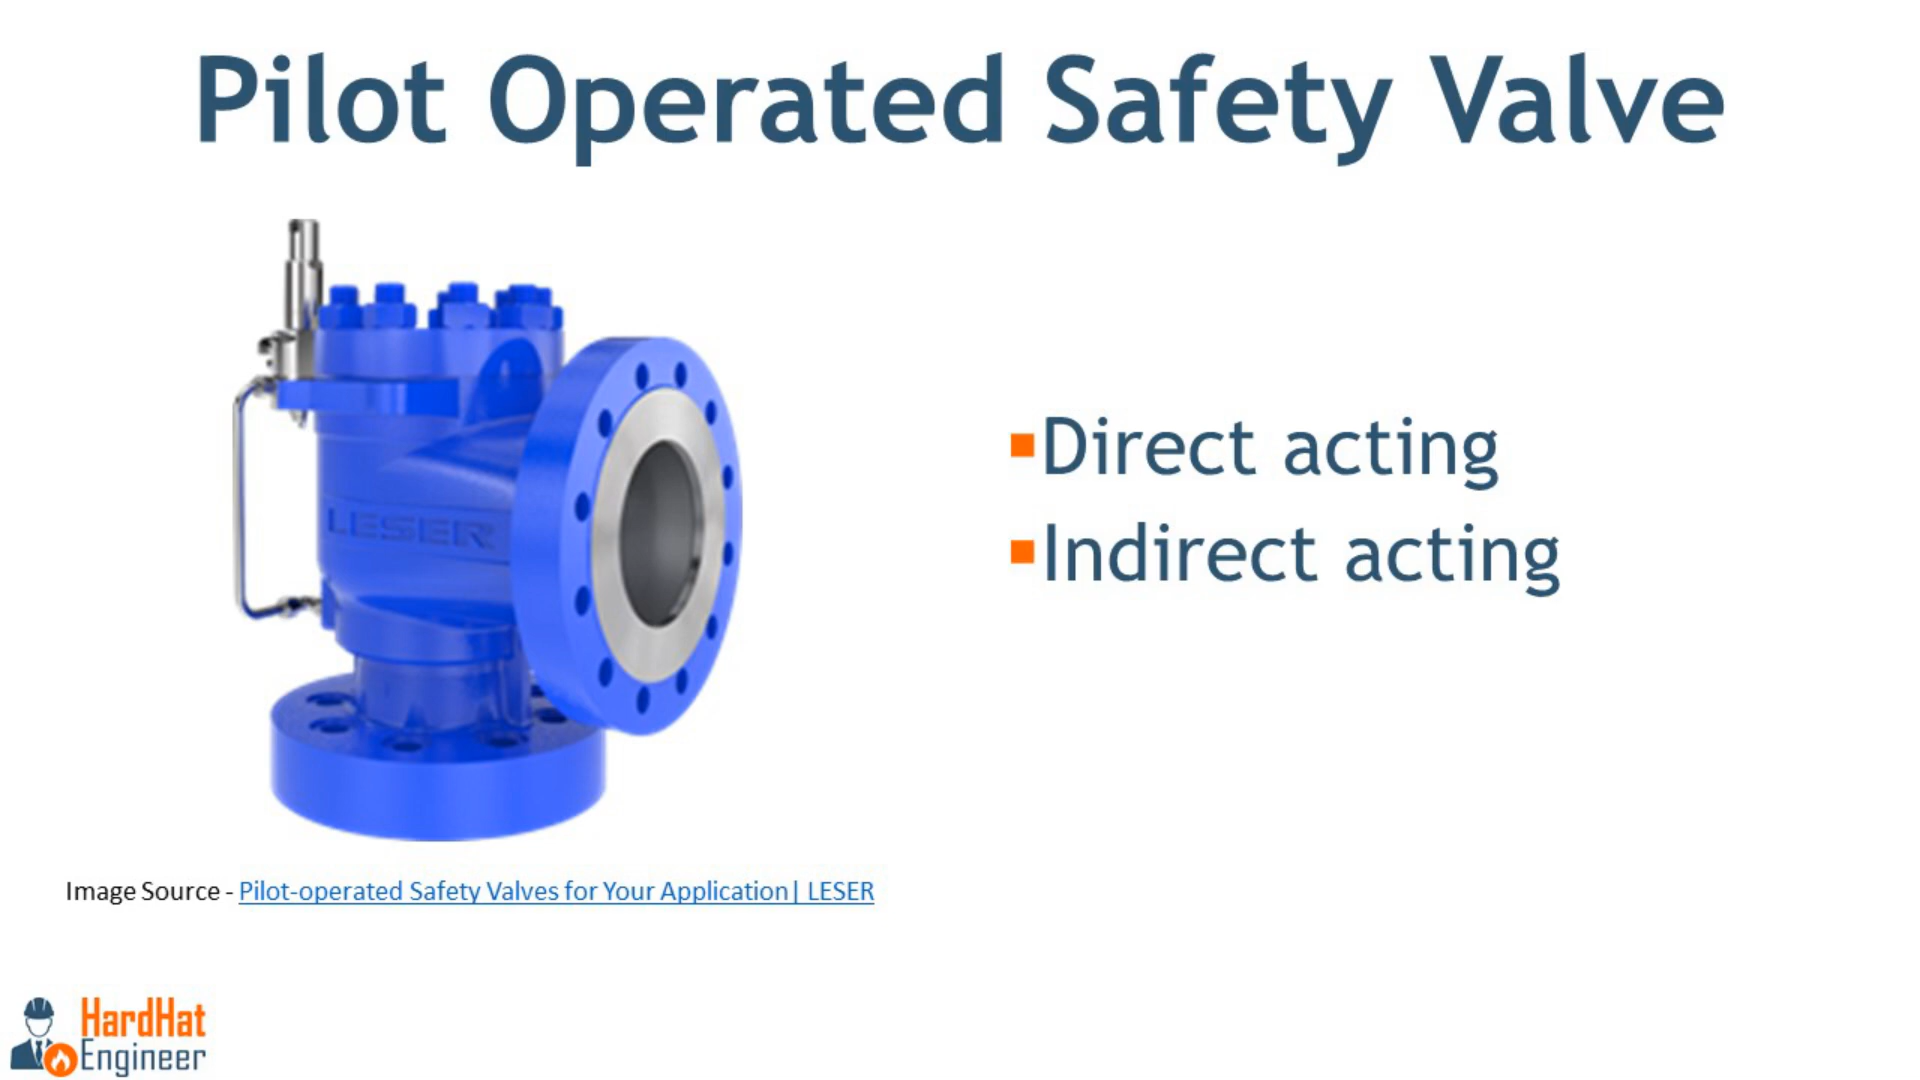 Pilot Operated Safety Valve
LESER
Direct acting
Indirect acting
Image Source - Pilot-operated Safety Valves for Your Application| LESER
HardHat
Engineer